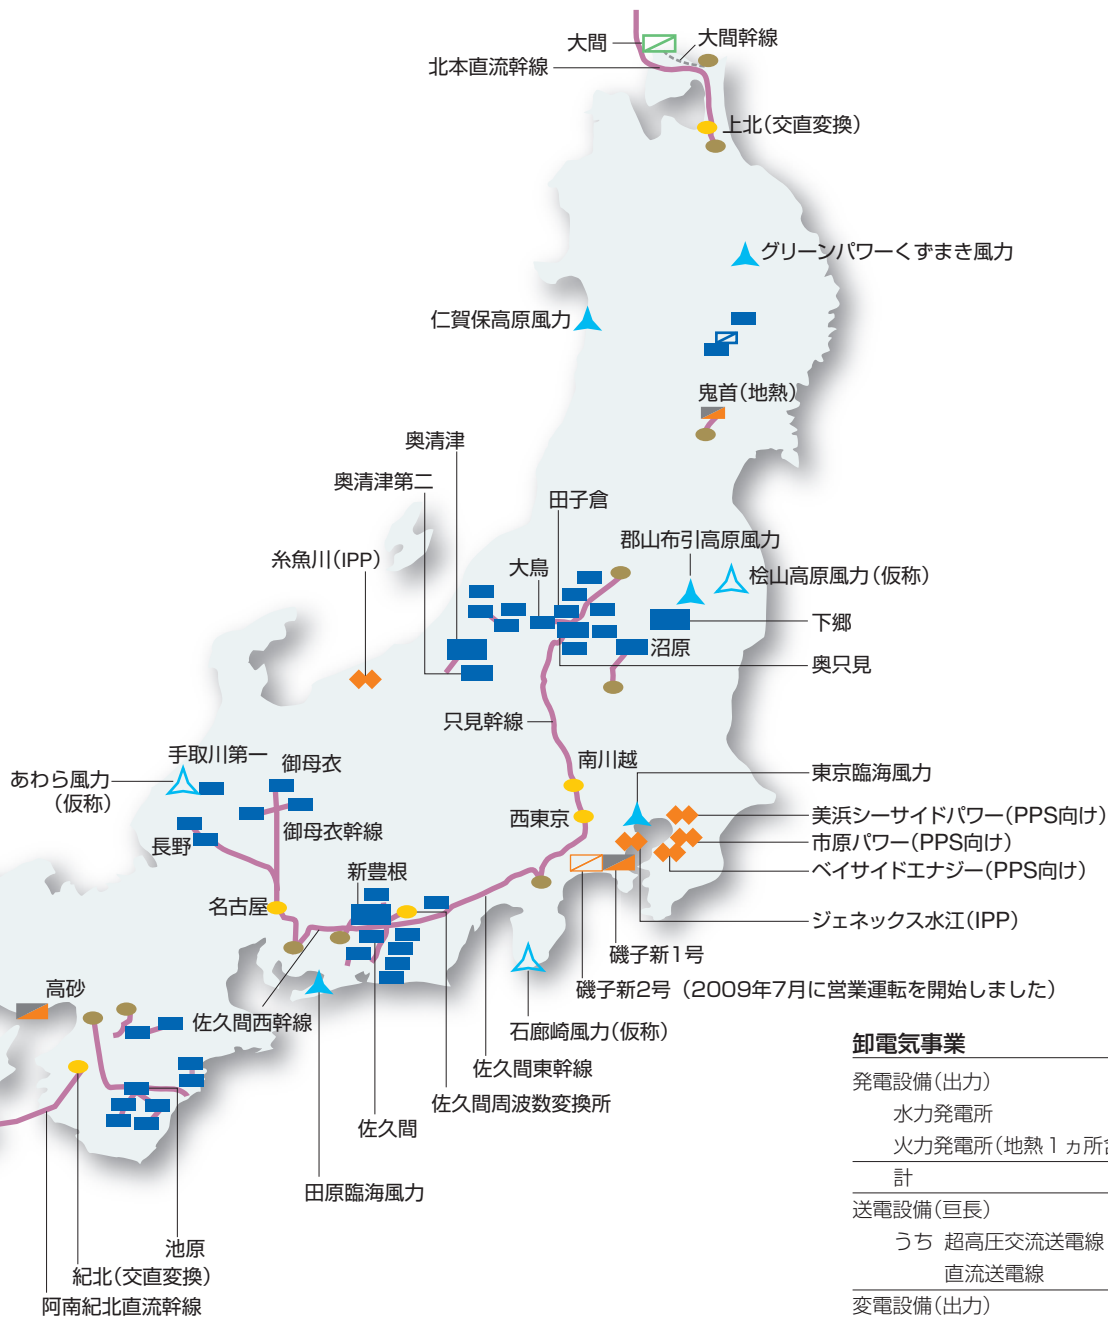 大間
大間幹線
北本直流幹線
上北(交直変換)
グリーンパワーくずまき風力
仁賀保高原風力
鬼首(地熱)
奥清津
奥清津第二
田子倉
郡山布引高原風力
糸魚川(IPP)
大鳥
桧山高原風力(仮称)
下郷
沼原
奥只見
只見幹線
手取川第一
南川越
御母衣
あわら風力
(仮称)
東京臨海風力
美浜シーサイドパワー(PPS向け)
西東京
御母衣幹線
市原パワー(PPS向け)
長野
ベイサイドエナジー(PPS向け)
新豊根
名古屋
ジェネックス水江(IPP)
磯子新1号
高砂
磯子新2号(2009年7月に営業運転を開始しました)
佐久間西幹線
石廊崎風力(仮称)
佐久間東幹線
佐久間周波数変換所
佐久間
田原臨海風力
池原
紀北(交直変換)
阿南紀北直流幹線
卸電気事業
発電設備(出力)
水力発電所
火力発電所(地熱1ヵ所
計
送電設備(亘長)
うち 超高圧交流送電線
直流送電線
変電設備(出力)